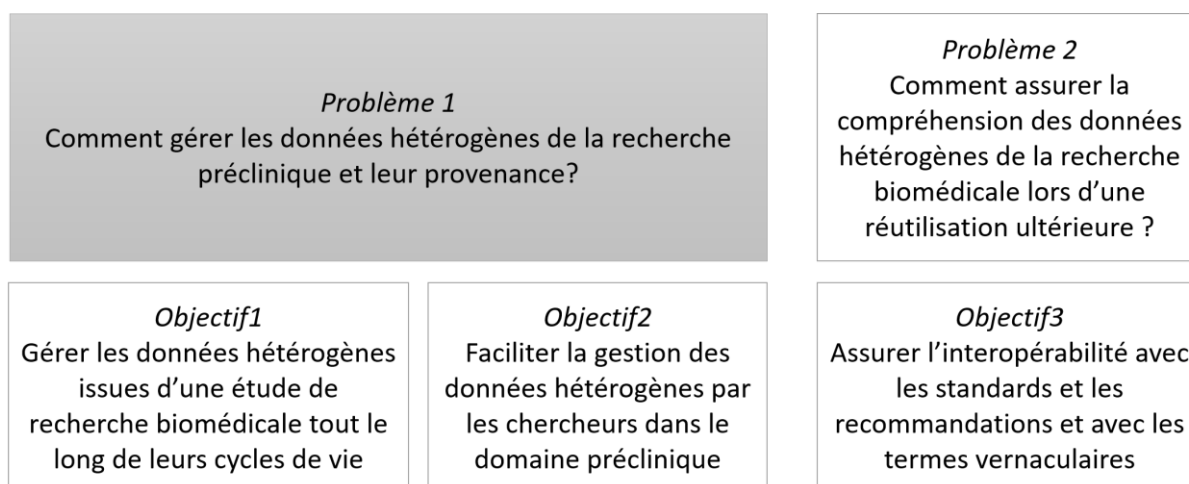 Problème 1
Comment gérer les données hétérogènes de la recherche
préclinique et leur provenance?
Problème 2
Comment assurer la
compréhension des données
hétérogènes de la recherche
biomédicale lors d’une
réutilisation ultérieure ?
Objectif1
Gérer les données hétérogènes
issues d’une étude de
recherche biomédicale tout le
long de leurs cycles de vie
Objectif2
Faciliter la gestion des
données hétérogènes par
les chercheurs dans le
domaine préclinique
Objectif3
Assurer l’interopérabilité avec
les standards et les
recommandations et avec les
termes vernaculaires